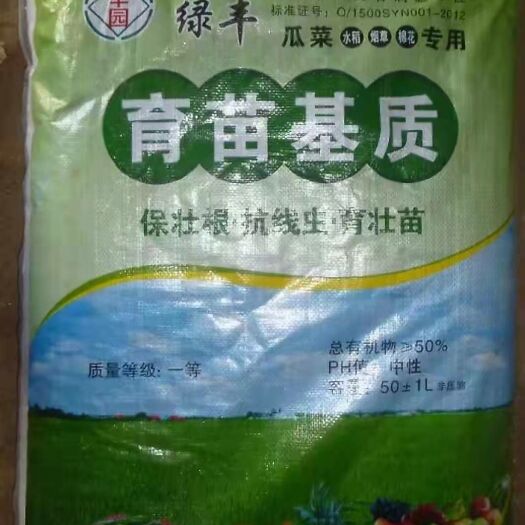 园
绿丰
标准证号：Q/1500SYN001-2012
瓜菜 水稻 烟草 棉花 专用
育苗基质
保壮根·抗线虫·育壮苗
总有机物≥50%
质量等级: 一等
PH值 中性
容量 50±1L